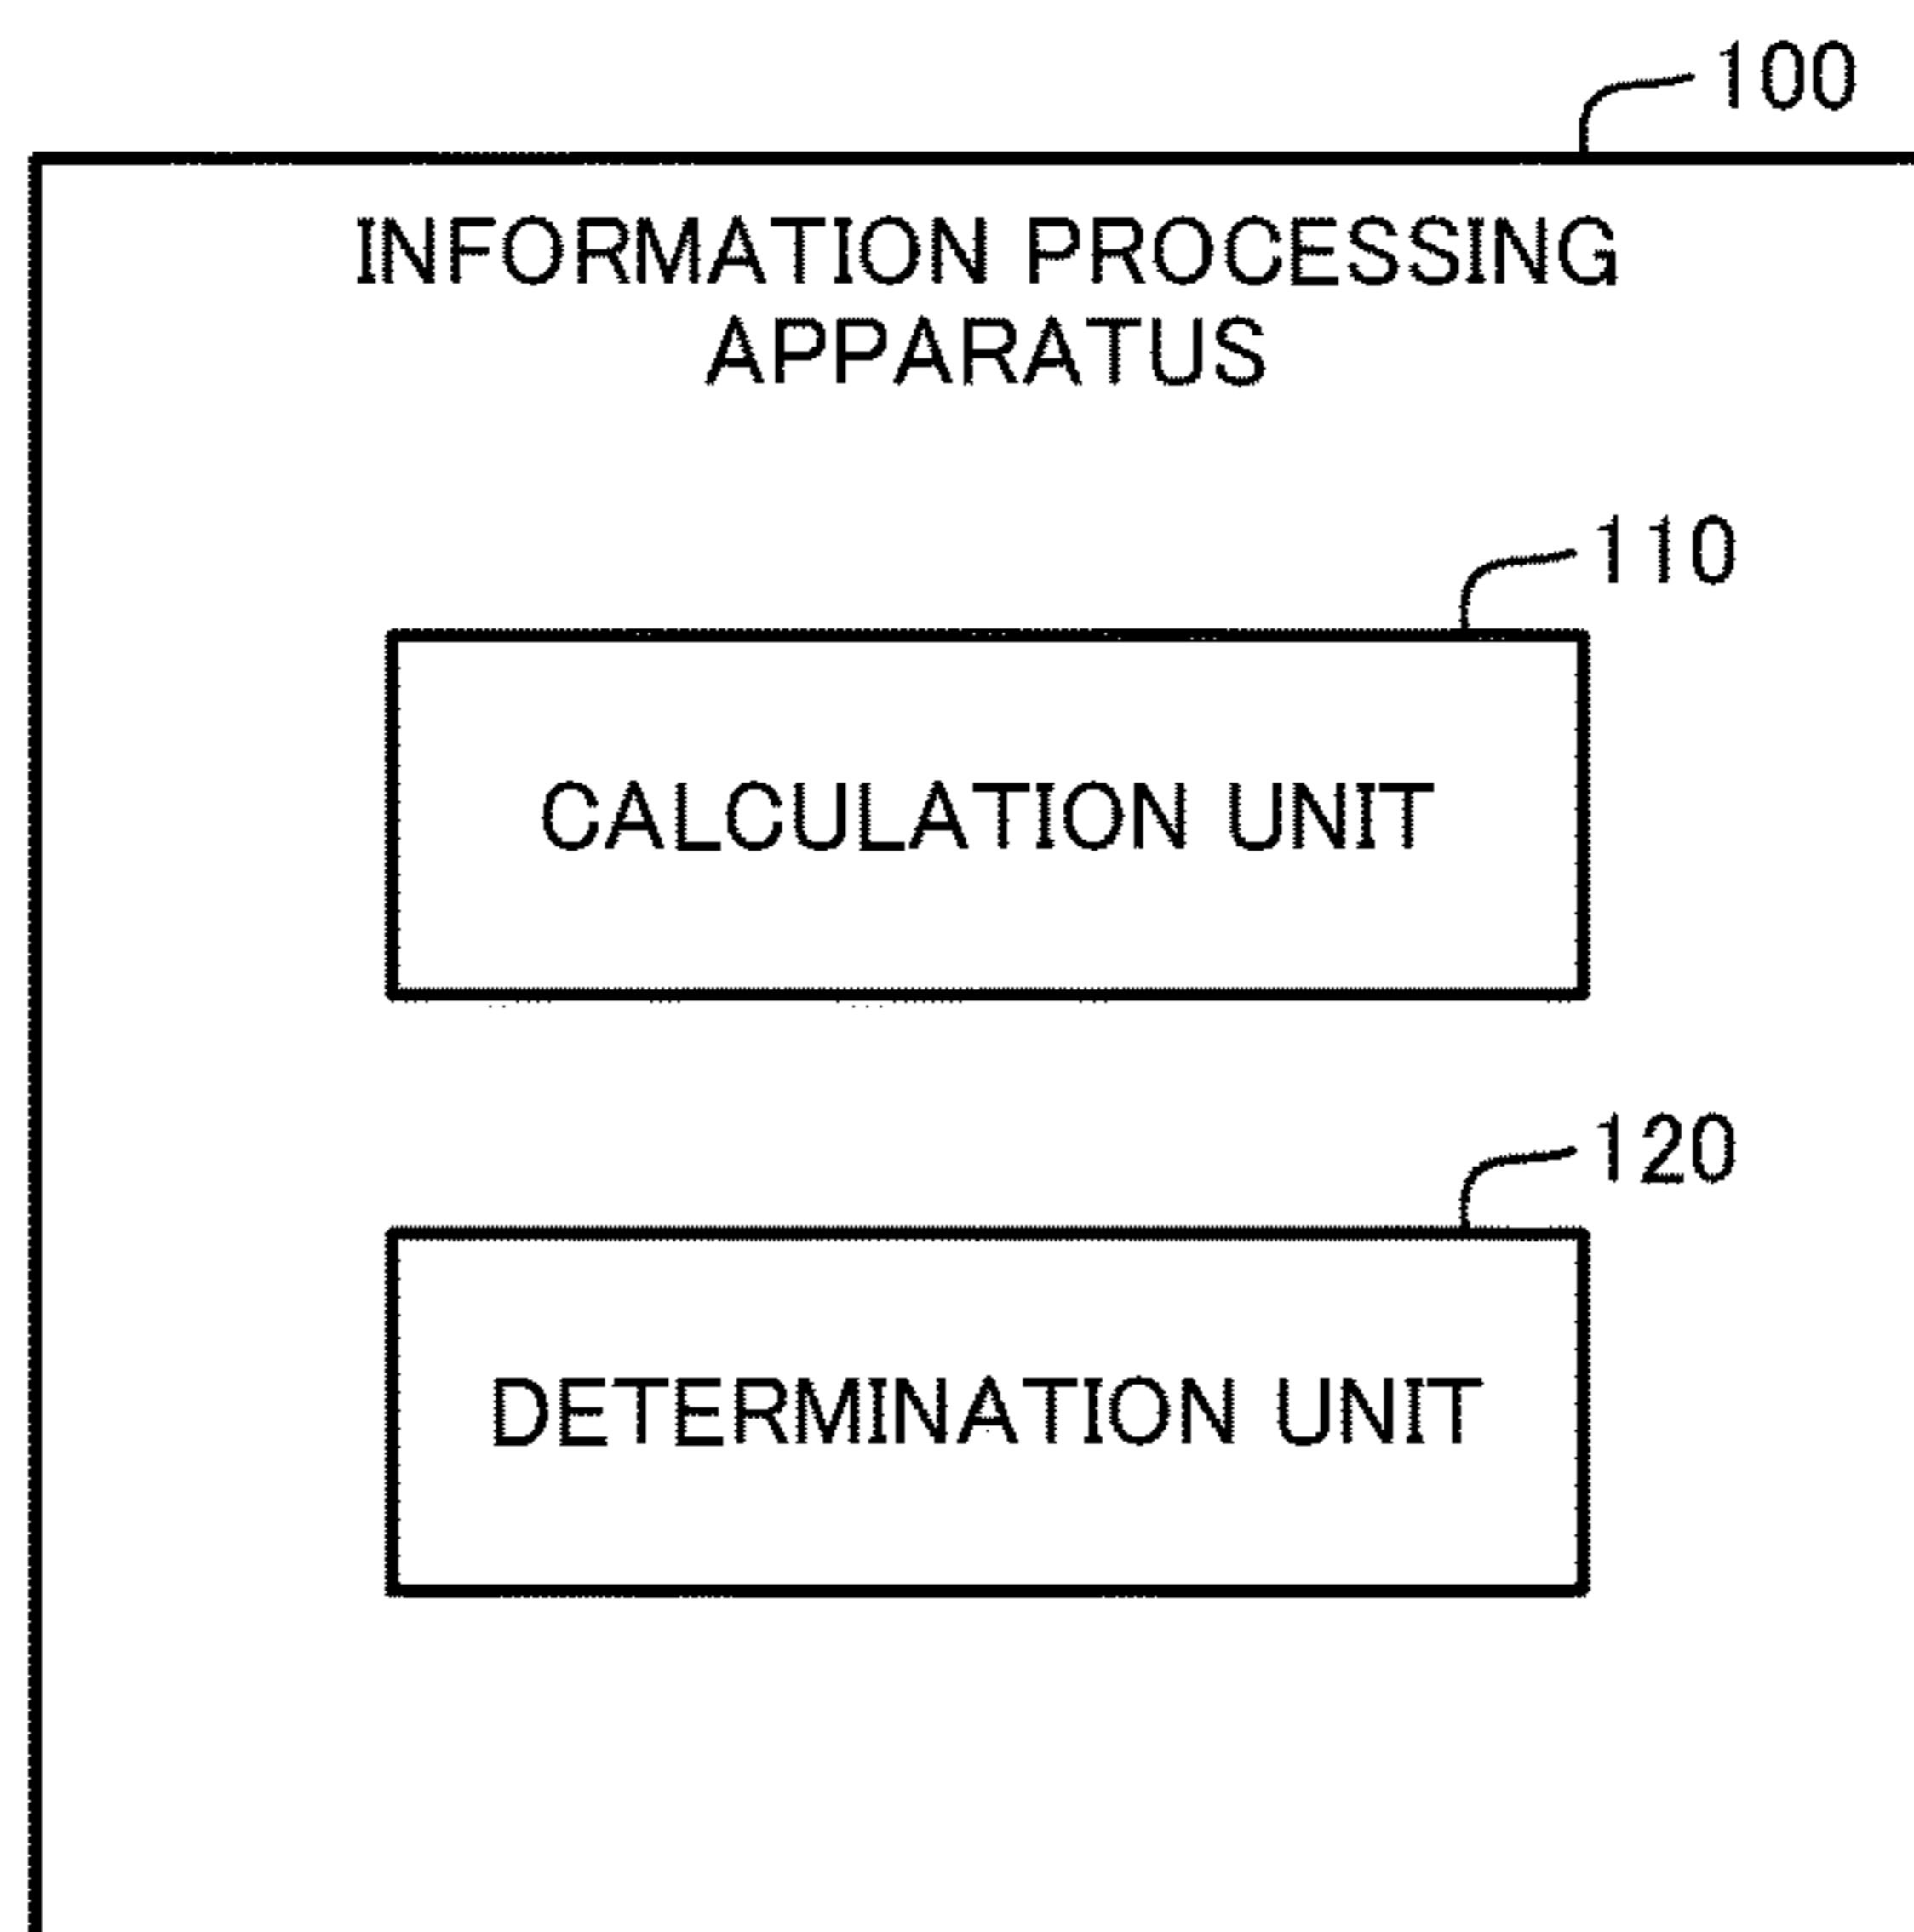 100
INFORMATION PROCESSING
APPARATUS
110
CALCULATION UNIT
120
DETERMINATION UNIT